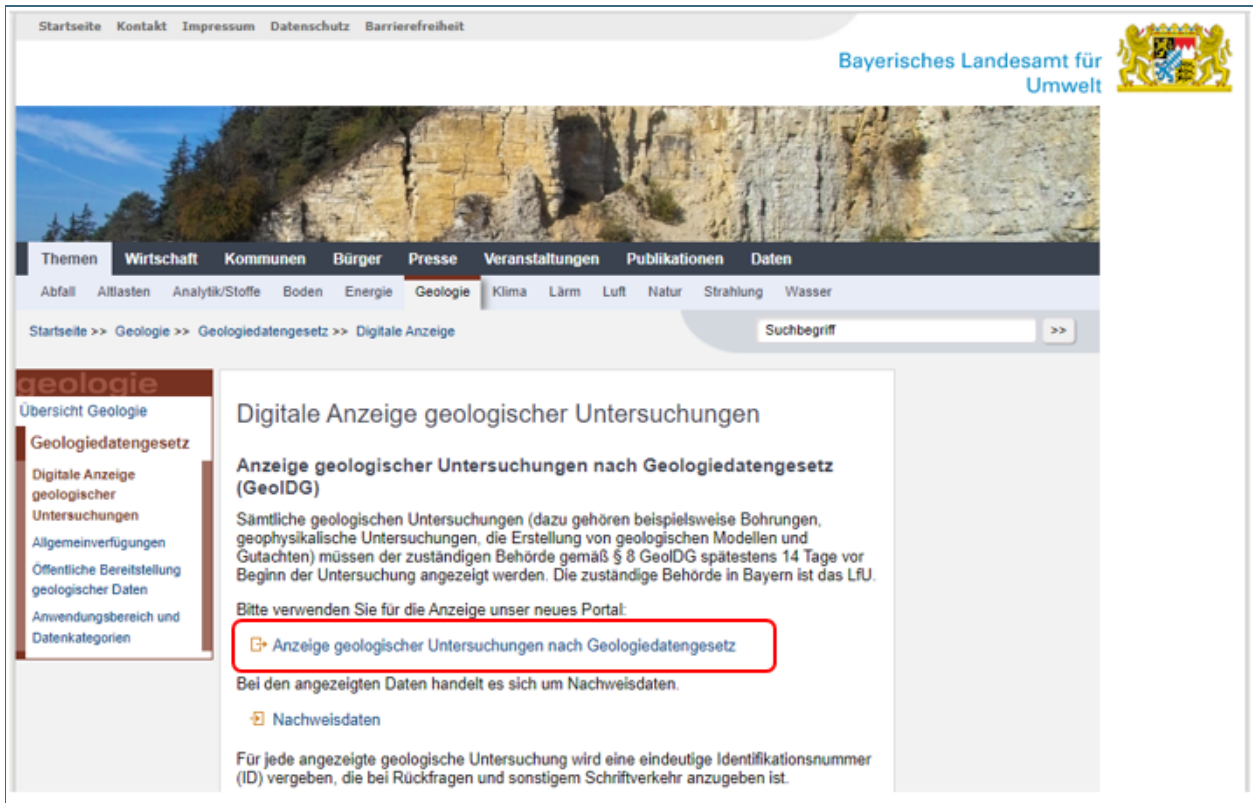 Startseite Kontakt Impressum Datenschutz Barrierefreiheit
Bayerisches Landesamt für
Umwelt
Themen Wirtschaft Kommunen Bürger Presse Veranstaltungen Publikationen Daten
Abfall Altlasten Analytik/Stoffe Boden Energie Geologie Klima Lärm Luft Natur Strahlung Wasser
Startseite >> Geologie >> Geologiedatengesetz >> Digitale Anzeige
Suchbegriff >>
geologie
Übersicht Geologie
Geologiedatengesetz
Digitale Anzeige
geologischer
Untersuchungen
Allgemeinverfügungen
Öffentliche Bereitstellung
geologischer Daten
Anwendungsbereich und
Datenkategorien
Digitale Anzeige geologischer Untersuchungen
Anzeige geologischer Untersuchungen nach Geologiedatengesetz
(GeolDG)
Sämtliche geologischen Untersuchungen (dazu gehören beispielsweise Bohrungen,
geophysikalische Untersuchungen, die Erstellung von geologischen Modellen und
Gutachten) müssen der zuständigen Behörde gemäß § 8 GeolDG spätestens 14 Tage vor
Beginn der Untersuchung angezeigt werden. Die zuständige Behörde in Bayern ist das LfU.
Bitte verwenden Sie für die Anzeige unser neues Portal:
Anzeige geologischer Untersuchungen nach Geologiedatengesetz
Bei den angezeigten Daten handelt es sich um Nachweisdaten.
Nachweisdaten
Für jede angezeigte geologische Untersuchung wird eine eindeutige Identifikationsnummer
(ID) vergeben, die bei Rückfragen und sonstigem Schriftverkehr anzugeben ist.